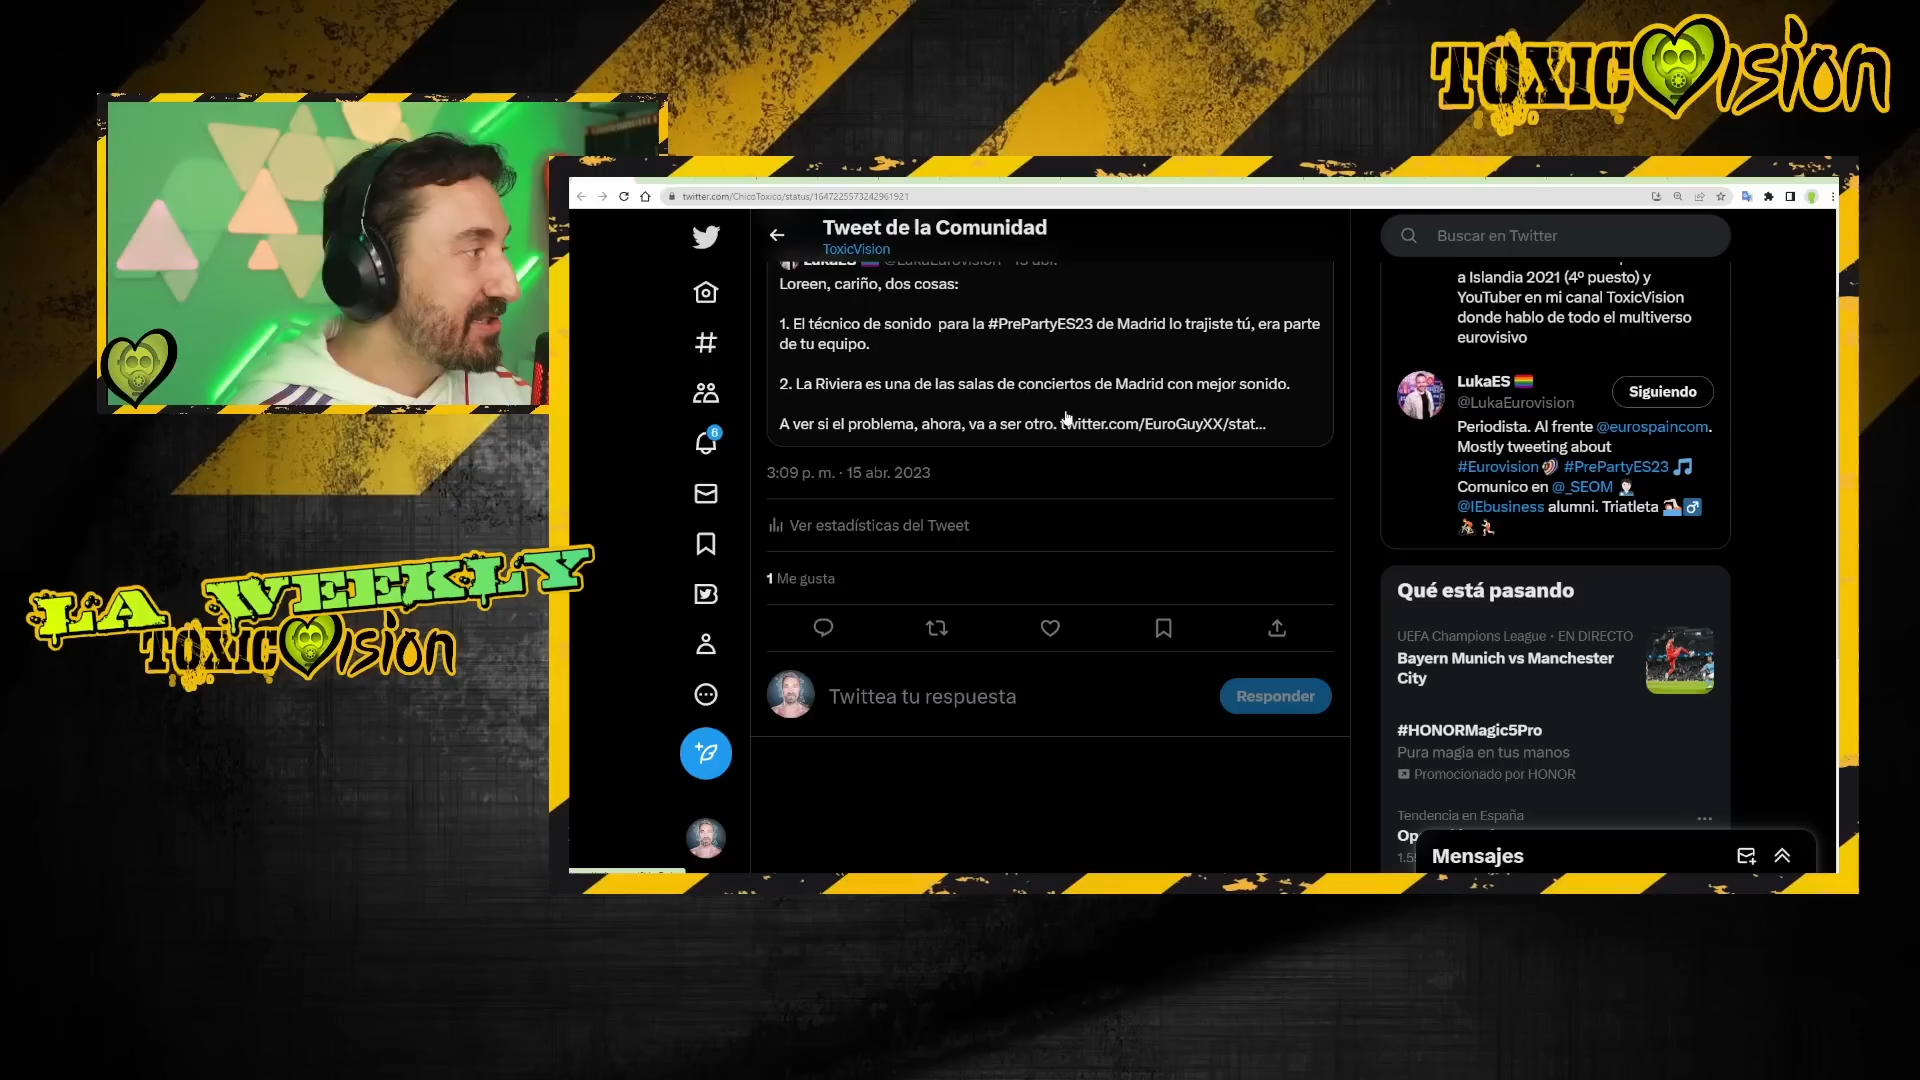 TOXICVision
twitter.com/ChicoToxico/status/1647225573242961921
Tweet de la Comunidad
ToxicVision
LukaES @LukaEurovision · 15 abr.
Loreen, cariño, dos cosas:
1. El técnico de sonido para la #PrePartyES23 de Madrid lo trajiste tú, era parte
de tu equipo.
2. La Riviera es una de las salas de conciertos de Madrid con mejor sonido.
A ver si el problema, ahora, va a ser otro. twitter.com/EuroGuyXX/stat...
3:09 p. m. · 15 abr. 2023
Ver estadísticas del Tweet
1 Me gusta
Twittea tu respuesta
Responder
6
Buscar en Twitter
a Islandia 2021 (4º puesto) y
YouTuber en mi canal ToxicVision
donde hablo de todo el multiverso
eurovisivo
LukaES
@LukaEurovision
Siguiendo
Periodista. Al frente @eurospaincom.
Mostly tweeting about
#Eurovision #PrePartyES23
Comunico en @_SEOM
@IEbusiness alumni. Triatleta
Qué está pasando
UEFA Champions League · EN DIRECTO
Bayern Munich vs Manchester
City
#HONORMagic5Pro
Pura magia en tus manos
Promocionado por HONOR
Tendencia en España
Mensajes
LA WEEKLY
TOXICVision